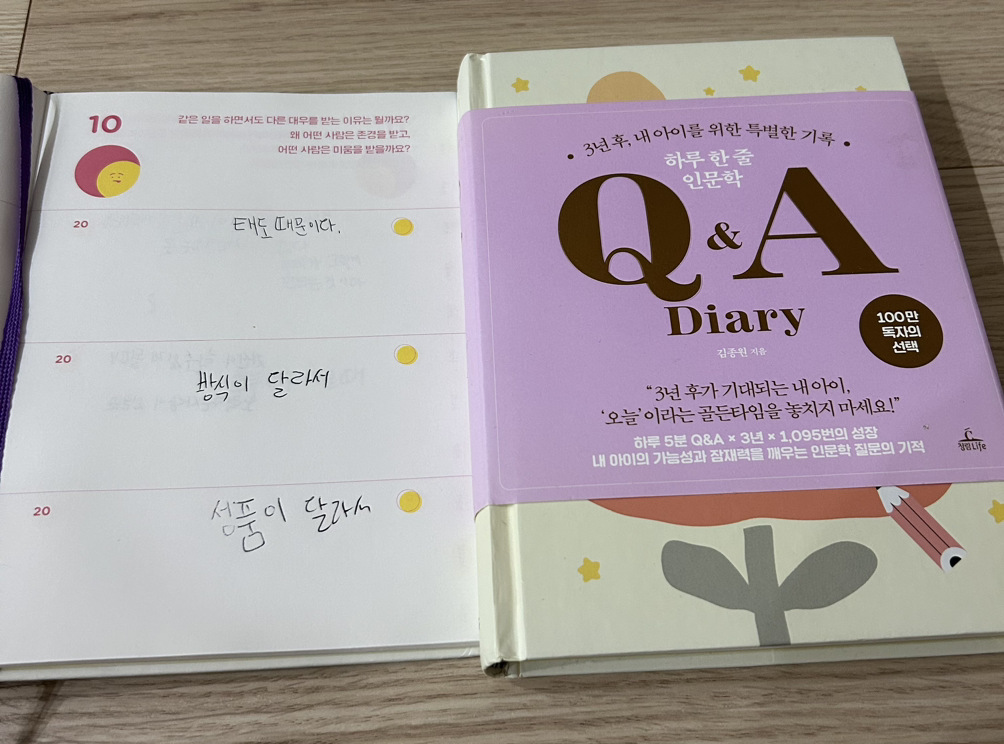 10
같은 일을 하면서도 다른 대우를 받는 이유는 뭘까요?
왜 어떤 사람은 존경을 받고,
어떤 사람은 미움을 받을까요?
20
태도 때문이다.
20
방식이 달라서
20
성품이 달라서
3년 후, 내 아이를 위한 특별한 기록
하루 한 줄
인문학
Q & A
Diary
김종원 지음
100만
독자의
선택
“3년 후가 기대되는 내 아이,
‘오늘’이라는 골든타임을 놓치지 마세요!”
하루 5분 Q&A × 3년 × 1,095번의 성장
내 아이의 가능성과 잠재력을 깨우는 인문학 질문의 기적
청림Life